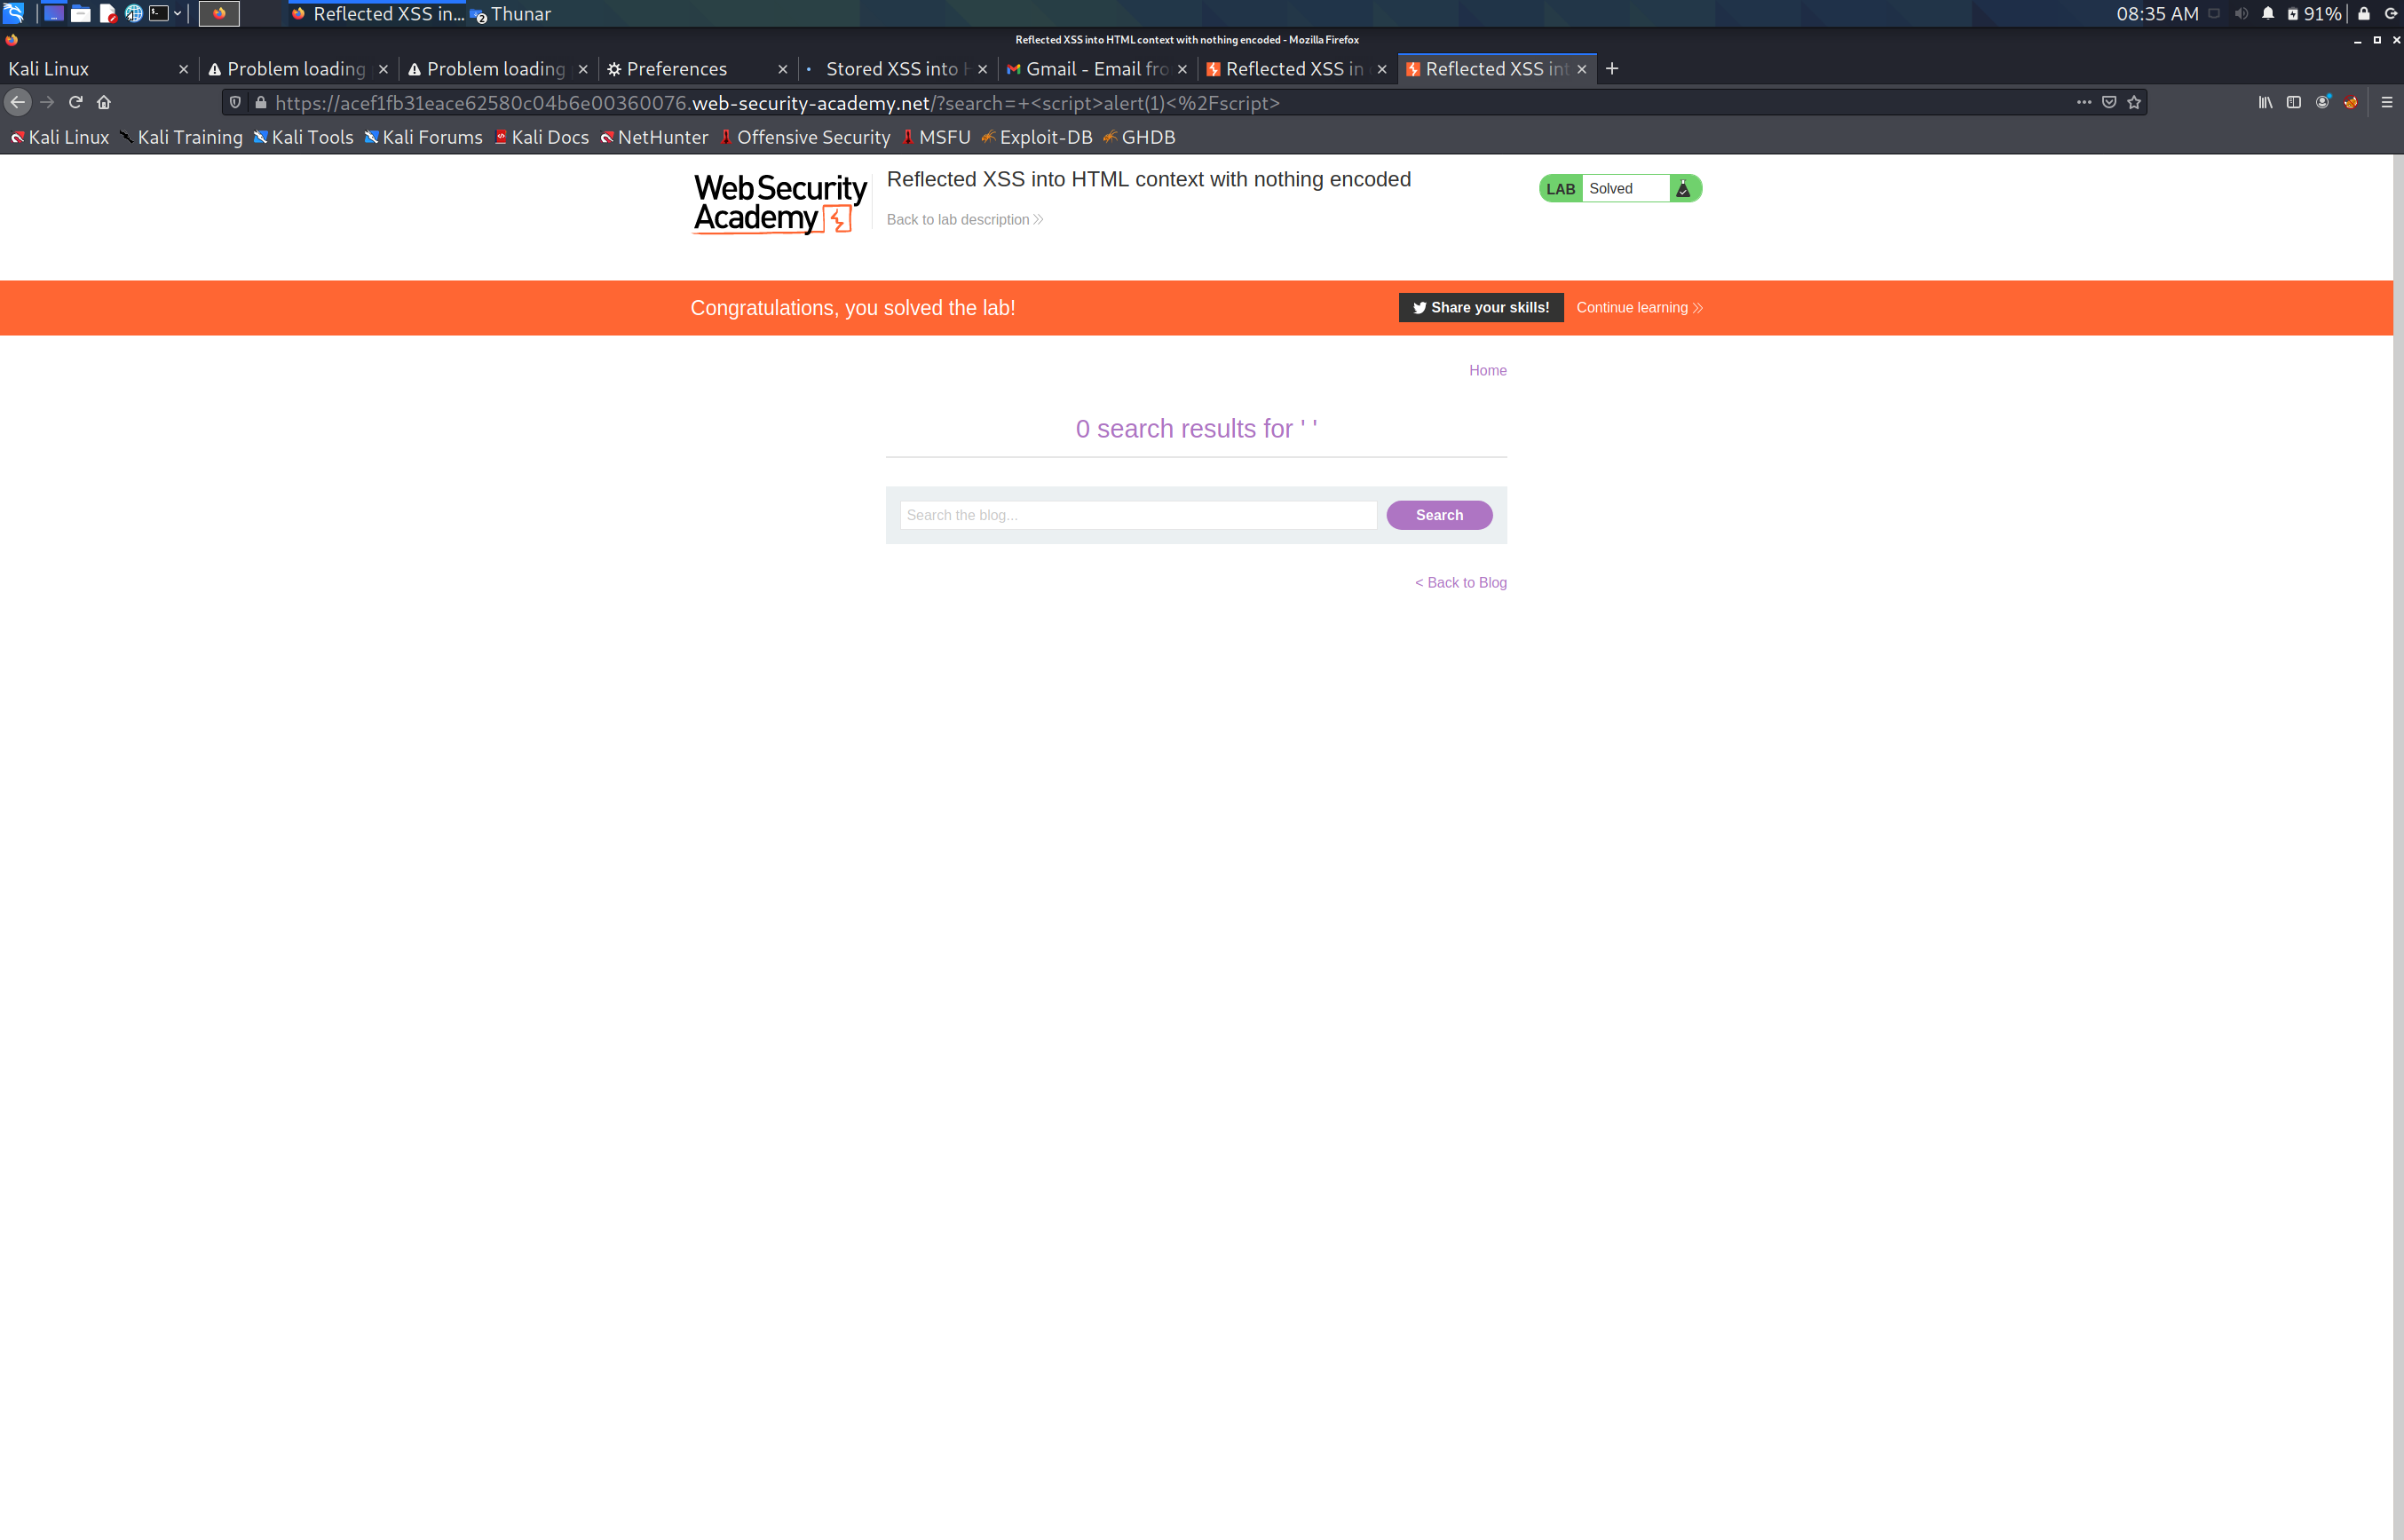 Reflected XSS in... 2 Thunar 08:35 AM 91%
Reflected XSS into HTML context with nothing encoded - Mozilla Firefox
Kali Linux Problem loading Problem loading Preferences Stored XSS into H Gmail - Email fro Reflected XSS in Reflected XSS int
https://acef1fb31eace62580c04b6e00360076.web-security-academy.net/?search=+<script>alert(1)<%2Fscript>
Kali Linux Kali Training Kali Tools Kali Forums Kali Docs NetHunter Offensive Security MSFU Exploit-DB GHDB
Web Security
Academy
Reflected XSS into HTML context with nothing encoded
Back to lab description
LAB Solved
Congratulations, you solved the lab!
Share your skills!
Continue learning
Home
0 search results for ' '
Search the blog...
Search
< Back to Blog